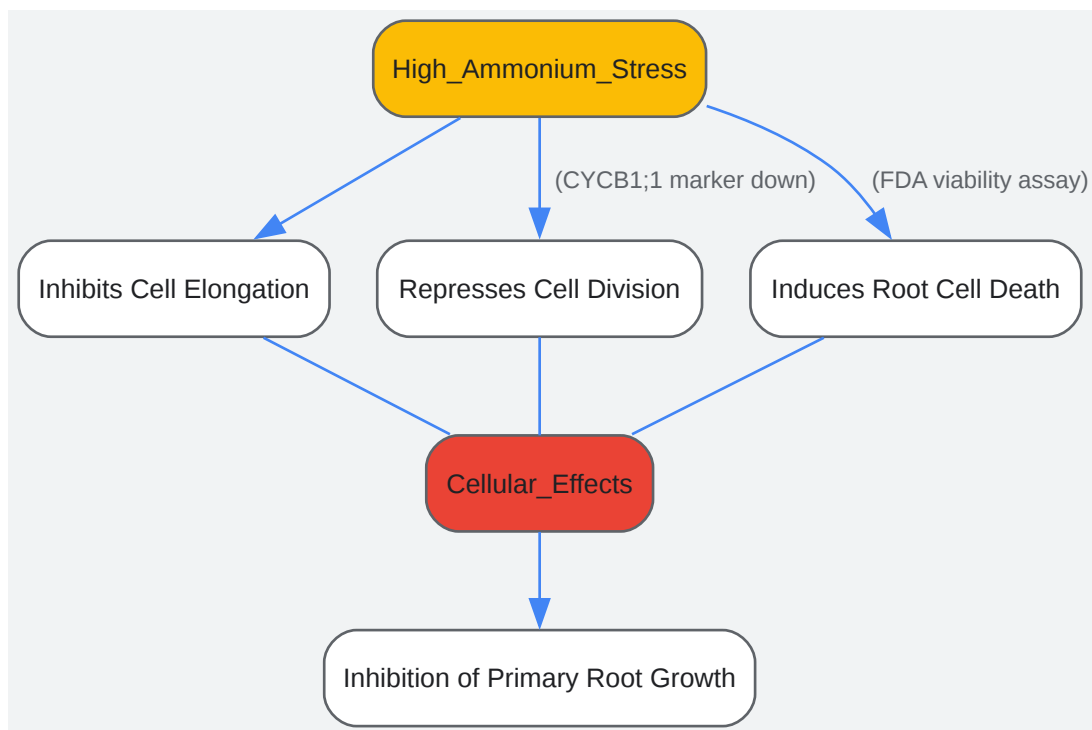 High_Ammonium_Stress
(CYCB1;1 marker down)
(FDA viability assay)
Inhibits Cell Elongation
Represses Cell Division
Induces Root Cell Death
Cellular_Effects
Inhibition of Primary Root Growth